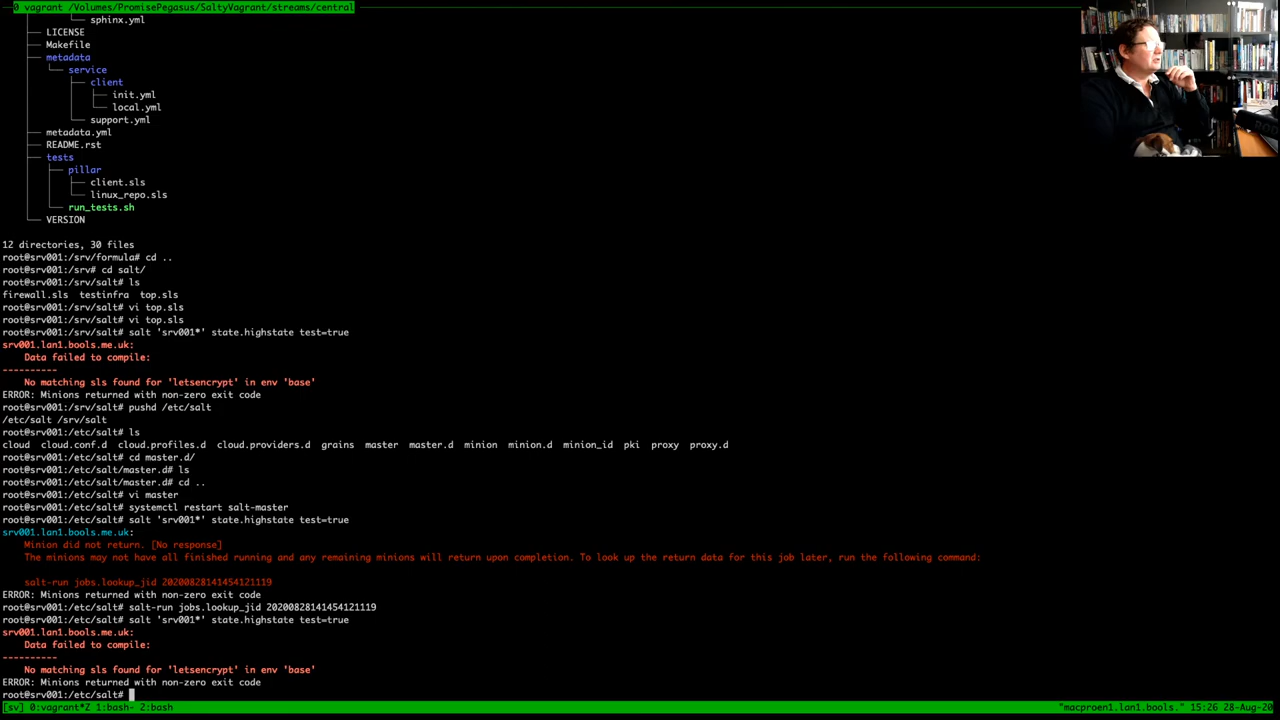 0 vagrant /Volumes/PromisePegasus/SaltyVagrant/streams/central
│   └── sphinx.yml
├── LICENSE
├── Makefile
├── metadata
│   └── service
│       ├── client
│       │   ├── init.yml
│       │   └── local.yml
│       └── support.yml
├── metadata.yml
├── README.rst
├── tests
│   ├── pillar
│   │   ├── client.sls
│   │   └── linux_repo.sls
│   └── run_tests.sh
└── VERSION
12 directories, 30 files
root@srv001:/srv/formula# cd ..
root@srv001:/srv# cd salt/
root@srv001:/srv/salt# ls
firewall.sls  testinfra  top.sls
root@srv001:/srv/salt# vi top.sls
root@srv001:/srv/salt# vi top.sls
root@srv001:/srv/salt# salt 'srv001*' state.highstate test=true
srv001.lan1.bools.me.uk:
    Data failed to compile:
----------
    No matching sls found for 'letsencrypt' in env 'base'
ERROR: Minions returned with non-zero exit code
root@srv001:/srv/salt# pushd /etc/salt
/etc/salt /srv/salt
root@srv001:/etc/salt# ls
cloud  cloud.conf.d  cloud.profiles.d  cloud.providers.d  grains  master  master.d  minion  minion.d  minion_id  pki  proxy  proxy.d
root@srv001:/etc/salt# cd master.d/
root@srv001:/etc/salt/master.d# ls
root@srv001:/etc/salt/master.d# cd ..
root@srv001:/etc/salt# vi master
root@srv001:/etc/salt# systemctl restart salt-master
root@srv001:/etc/salt# salt 'srv001*' state.highstate test=true
srv001.lan1.bools.me.uk:
    Minion did not return. [No response]
    The minions may not have all finished running and any remaining minions will return upon completion. To look up the return data for this job later, run the following command:
    salt-run jobs.lookup_jid 20200828141454121119
ERROR: Minions returned with non-zero exit code
root@srv001:/etc/salt# salt-run jobs.lookup_jid 20200828141454121119
root@srv001:/etc/salt# salt 'srv001*' state.highstate test=true
srv001.lan1.bools.me.uk:
    Data failed to compile:
----------
    No matching sls found for 'letsencrypt' in env 'base'
ERROR: Minions returned with non-zero exit code
root@srv001:/etc/salt#
[sv] 0:vagrant*Z 1:bash- 2:bash "macproen1.lan1.bools." 15:26 28-Aug-20